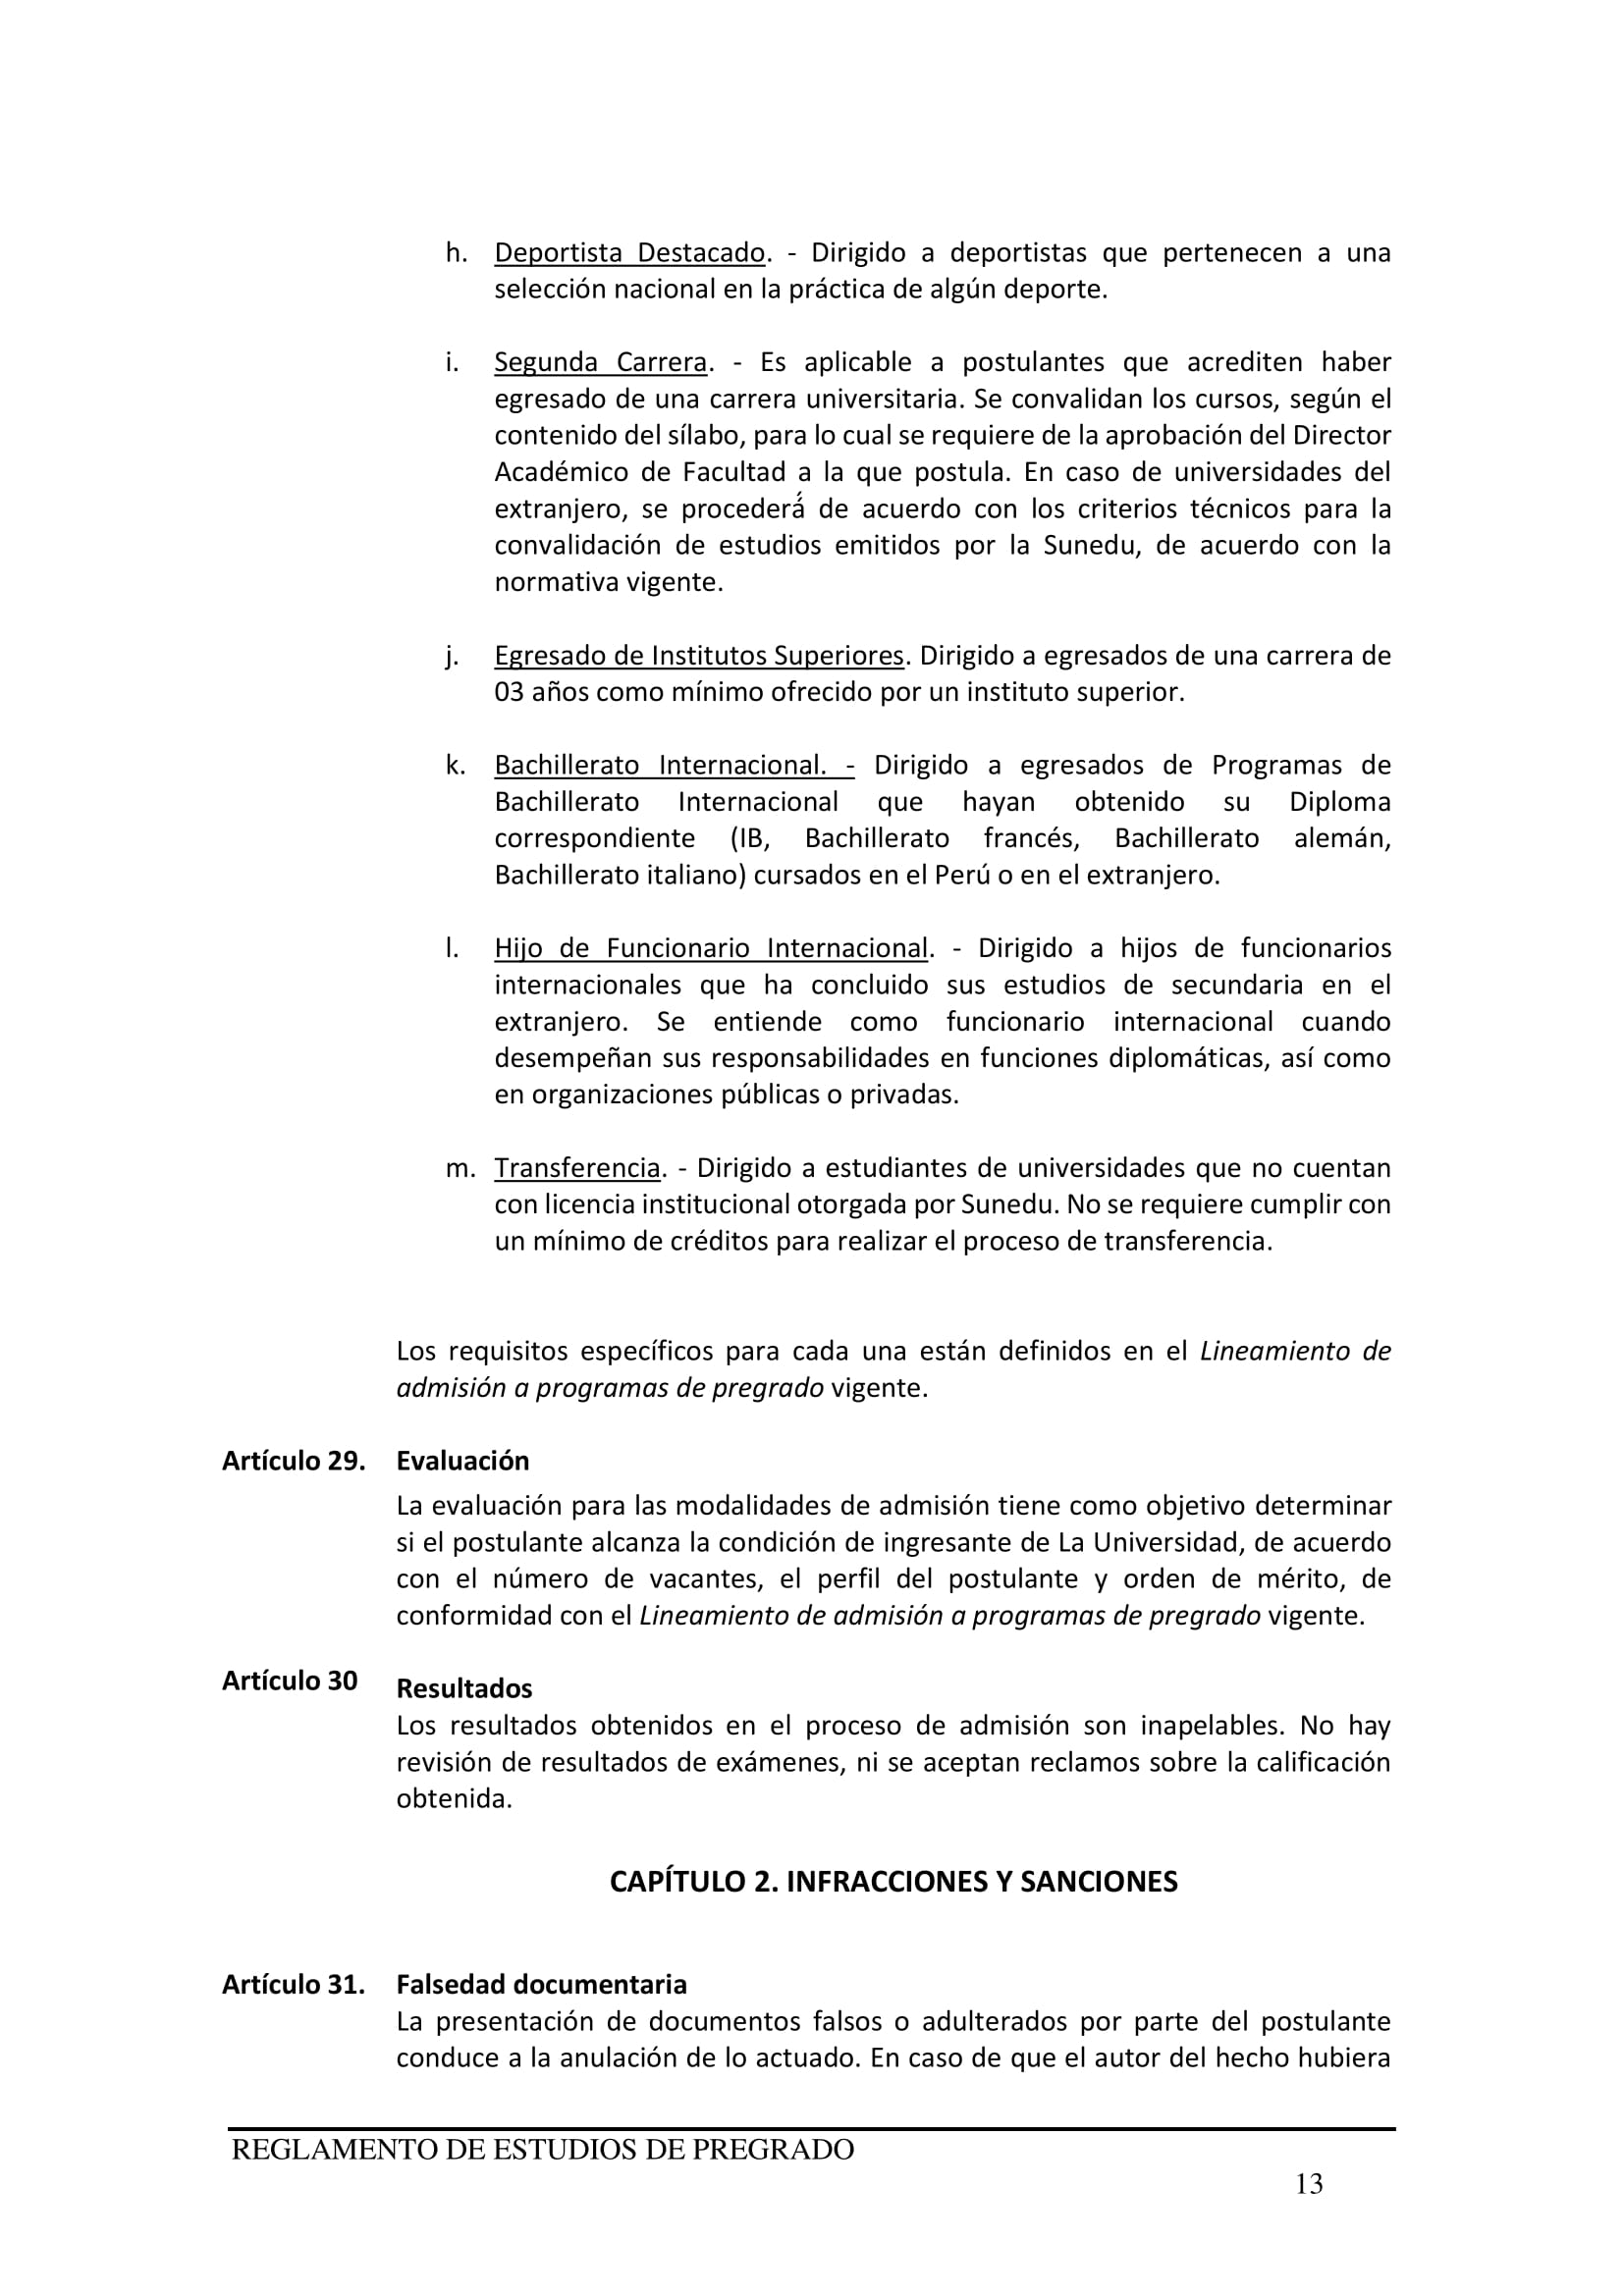 h. Deportista Destacado. - Dirigido a deportistas que pertenecen a una
selección nacional en la práctica de algún deporte.
i. Segunda Carrera. - Es aplicable a postulantes que acrediten haber
egresado de una carrera universitaria. Se convalidan los cursos, según el
contenido del sílabo, para lo cual se requiere de la aprobación del Director
Académico de Facultad a la que postula. En caso de universidades del
extranjero, se procederá́ de acuerdo con los criterios técnicos para la
convalidación de estudios emitidos por la Sunedu, de acuerdo con la
normativa vigente.
j. Egresado de Institutos Superiores. Dirigido a egresados de una carrera de
03 años como mínimo ofrecido por un instituto superior.
k. Bachillerato Internacional. - Dirigido a egresados de Programas de
Bachillerato Internacional que hayan obtenido su Diploma
correspondiente (IB, Bachillerato francés, Bachillerato alemán,
Bachillerato italiano) cursados en el Perú o en el extranjero.
l. Hijo de Funcionario Internacional. - Dirigido a hijos de funcionarios
internacionales que ha concluido sus estudios de secundaria en el
extranjero. Se entiende como funcionario internacional cuando
desempeñan sus responsabilidades en funciones diplomáticas, así como
en organizaciones públicas o privadas.
m. Transferencia. - Dirigido a estudiantes de universidades que no cuentan
con licencia institucional otorgada por Sunedu. No se requiere cumplir con
un mínimo de créditos para realizar el proceso de transferencia.
Los requisitos específicos para cada una están definidos en el Lineamiento de
admisión a programas de pregrado vigente.
Artículo 29. Evaluación
La evaluación para las modalidades de admisión tiene como objetivo determinar
si el postulante alcanza la condición de ingresante de La Universidad, de acuerdo
con el número de vacantes, el perfil del postulante y orden de mérito, de
conformidad con el Lineamiento de admisión a programas de pregrado vigente.
Artículo 30 Resultados
Los resultados obtenidos en el proceso de admisión son inapelables. No hay
revisión de resultados de exámenes, ni se aceptan reclamos sobre la calificación
obtenida.
CAPÍTULO 2. INFRACCIONES Y SANCIONES
Artículo 31. Falsedad documentaria
La presentación de documentos falsos o adulterados por parte del postulante
conduce a la anulación de lo actuado. En caso de que el autor del hecho hubiera
REGLAMENTO DE ESTUDIOS DE PREGRADO
13